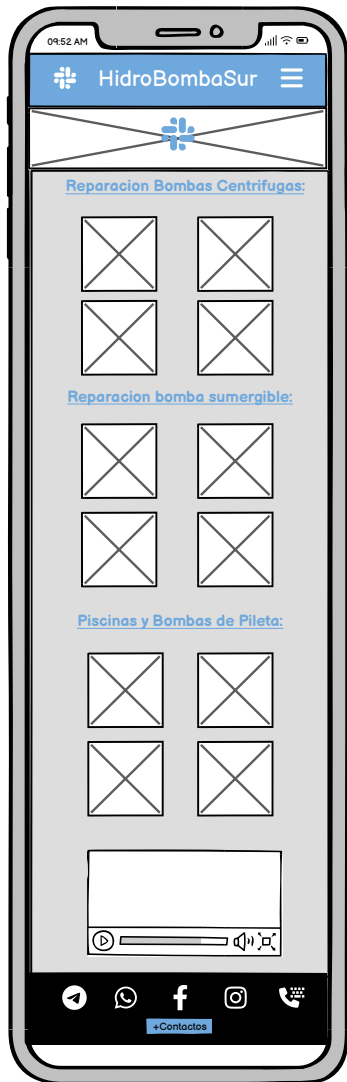 09:52 AM
HidroBombaSur
Reparacion Bombas Centrifugas:
Reparacion bomba sumergible:
Piscinas y Bombas de Pileta:
+Contactos